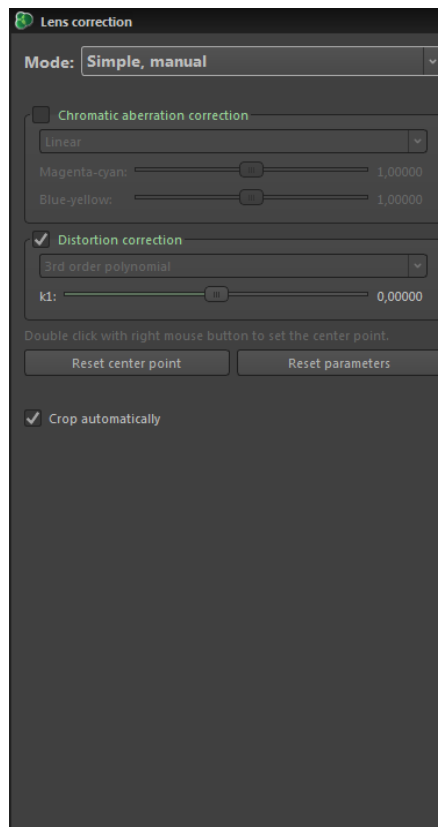 Lens correction
Mode: Simple, manual
Chromatic aberration correction
Linear
Magenta-cyan: 1,00000
Blue-yellow: 1,00000
Distortion correction
3rd order polynomial
k1: 0,00000
Double click with right mouse button to set the center point.
Reset center point Reset parameters
Crop automatically